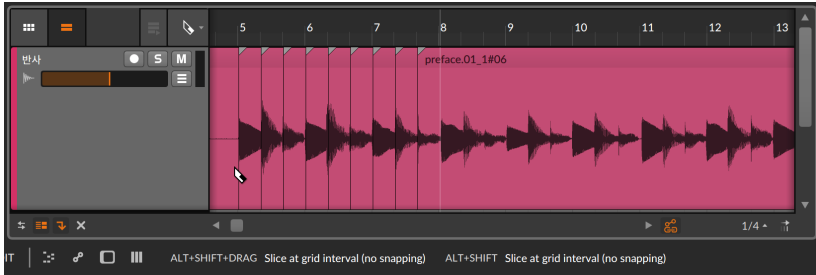 5 6 7 8 9 10 11 12 13
반사 S M
preface.01_1#06
1/4
IT ALT+SHIFT+DRAG Slice at grid interval (no snapping) ALT+SHIFT Slice at grid interval (no snapping)